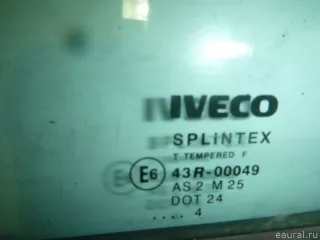 IVECO
SPLINTEX
T TEMPERED F
E6 43R-00049
AS 2 M 25
DOT 24
.... 4
eaural.ru